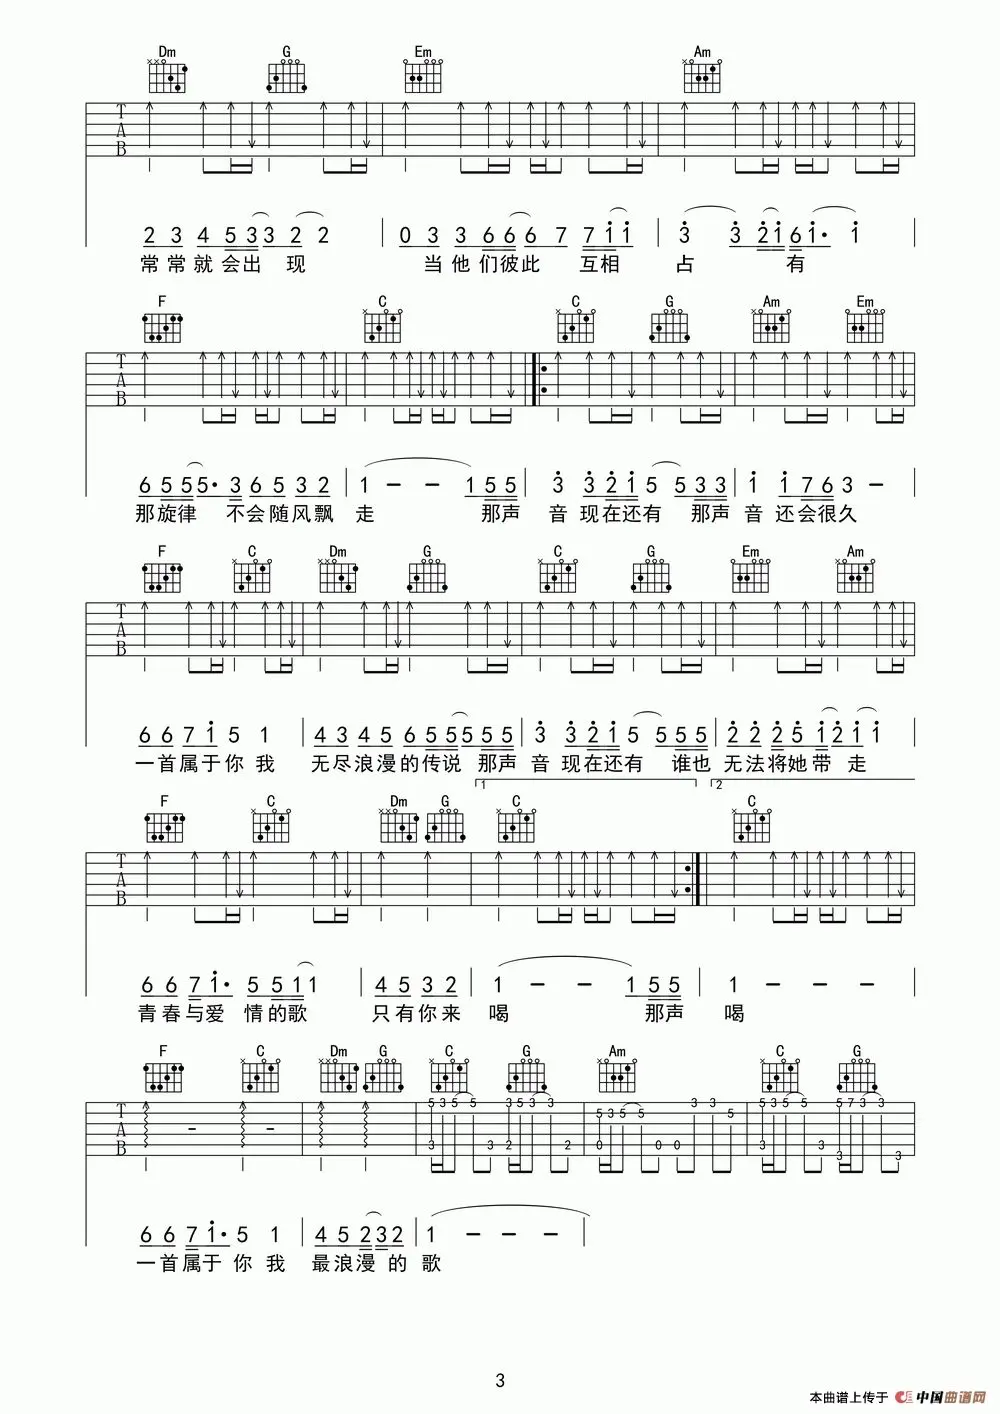 Dm G Em Am
T
A
B
2 3 4 5 3 3 2 2 0 3 3 6 6 6 7 7 7 1 1 3 3 2 1 6 1· 1
常常就会出现 当他们彼此 互相 占 有
F C C G Am Em
T
A
B
6 5 5 5· 3 6 5 3 2 1 - - 1 5 5 3 3 2 1 5 5 3 3 1 1 7 6 3 -
那旋律 不会随风飘 走 那声 音 现在还有 那声 音 还会很久
F C Dm G C G Em Am
T
A
B
6 6 7 1 5 1 4 3 4 5 6 5 5 5 5 5 3 3 2 1 5 5 5 5 5 2 2 2 5 1 2 1 1
一首属于你我 无尽浪漫的传说 那声 音 现在还有 谁也 无法将她带 走
1 2
F C Dm G C C
T
A
B
6 6 7 1· 5 5 1 1 4 5 3 2 1 - - 1 5 5 1 - - -
青春与爱 情的歌 只有你来 喝 那声 喝
F C Dm G C G Am C G
T
A
B
5 3 5 5 3 5 3 3 5 3 5 5 3 3 5 5 3 5 5 5 7 3 3
3 3 2 2 0 0 0 3 3 3 3
6 6 7 1· 5 1 4 5 2 3 2 1 - - -
一首属于 你 我 最浪漫 的 歌
3
本曲谱上传于 中国曲谱网